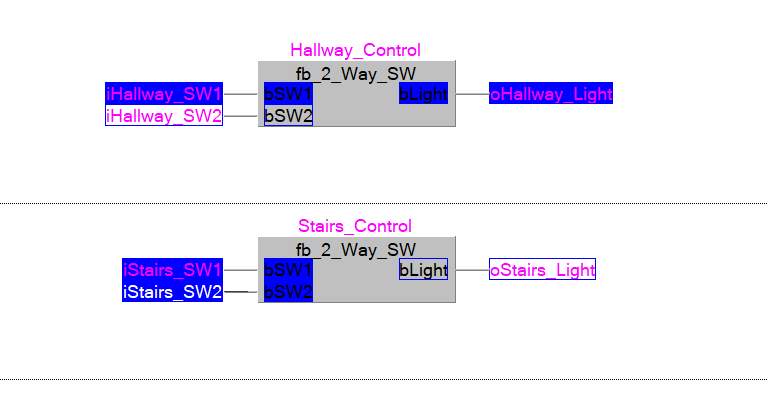 Hallway_Control
fb_2_Way_SW
iHallway_SW1 bSW1 bLight oHallway_Light
iHallway_SW2 bSW2
Stairs_Control
fb_2_Way_SW
iStairs_SW1 bSW1 bLight oStairs_Light
iStairs_SW2 bSW2